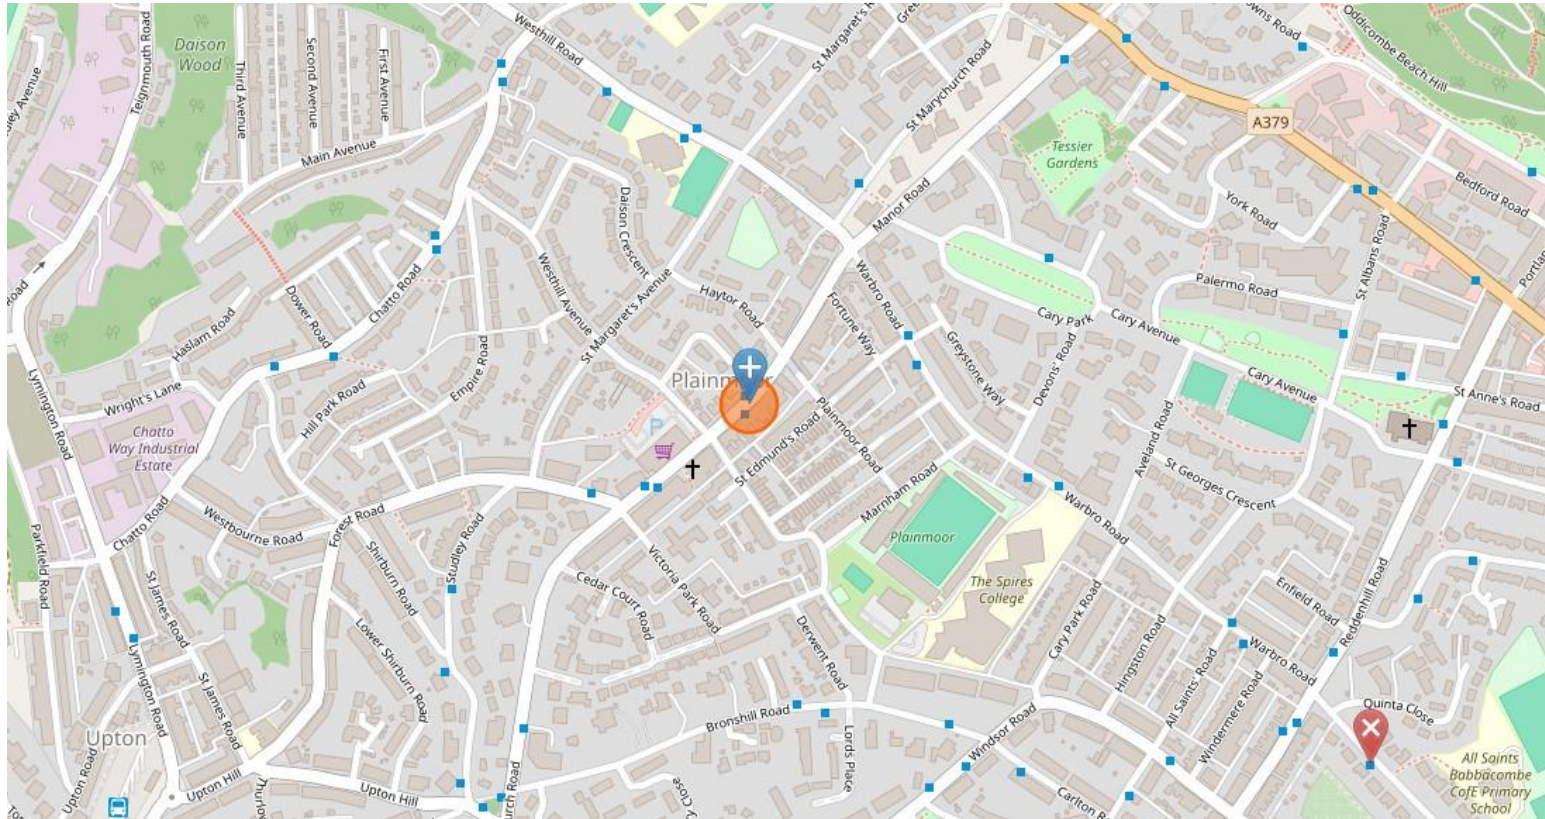 Daison
Wood
Teignmouth Road
Third Avenue
Second Avenue
First Avenue
Main Avenue
Westhill Road
St Margaret's
St Marychurch Road
Oddicombe Beach Hill
A379
Tessier
Gardens
Bedford Road
York Road
Manor Road
St Albans Road
Palermo Road
Daison Crescent
Westhill Avenue
St Margaret's Avenue
Haytor Road
Warbro Road
Fortune Way
Cary Park
Cary Avenue
Greystone Way
Devons' Road
Cary Avenue
St Anne's Road
Dower Road
Chatto Road
Haslam Road
Empire Road
Hill Park Road
Wright's Lane
Lymington Road
Chatto
Way Industrial
Estate
Plainmoor
P
Plainmoor Road
St Edmund's Road
Marnham Road
Aveland Road
St Georges Crescent
Warbro Road
Plainmoor
The Spires
College
Chatto Road
Westbourne Road
Forest Road
Parkfield Road
St James Road
Shirburn Road
Studley Road
Victoria Park Road
Cedar Court Road
Lower Shirburn Road
Derwent Road
Cary Park Road
Hingston Road
Enfield Road
Reddenhill Road
Warbro Road
All Saints' Road
Windermere Road
Quinta Close
Lymington Road
St James Road
Upton
Upton Road
Upton Hill
Upton Hill
Bronshill Road
Lords Place
Windsor Road
Carlton
All Saints
Babbacombe
CofE Primary
School